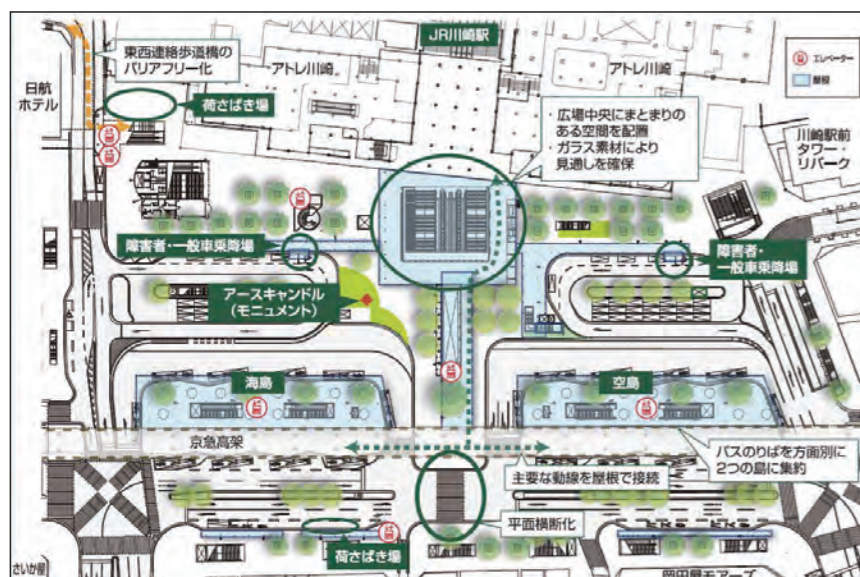 JR川崎駅
東西連絡歩道橋の
バリアフリー化
アトレ川崎
アトレ川崎
エレベーター
屋根
日航
ホテル
荷さばき場
・広場中央にまとまりの
ある空間を配置
・ガラス素材により
見通しを確保
川崎駅前
タワー・
リバーク
障害者・一般車乗降場
障害者・
一般車乗降場
アースキャンドル
(モニュメント)
海島
空島
京急高架
バスのりばを方面別に
2つの島に集約
主要な動線を屋根で接続
平面横断化
荷さばき場
さいか屋
岡田屋モアーズ